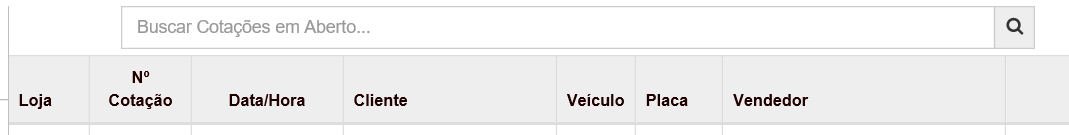 Buscar Cotações em Aberto...
Nº
Loja Cotação Data/Hora Cliente Veículo Placa Vendedor